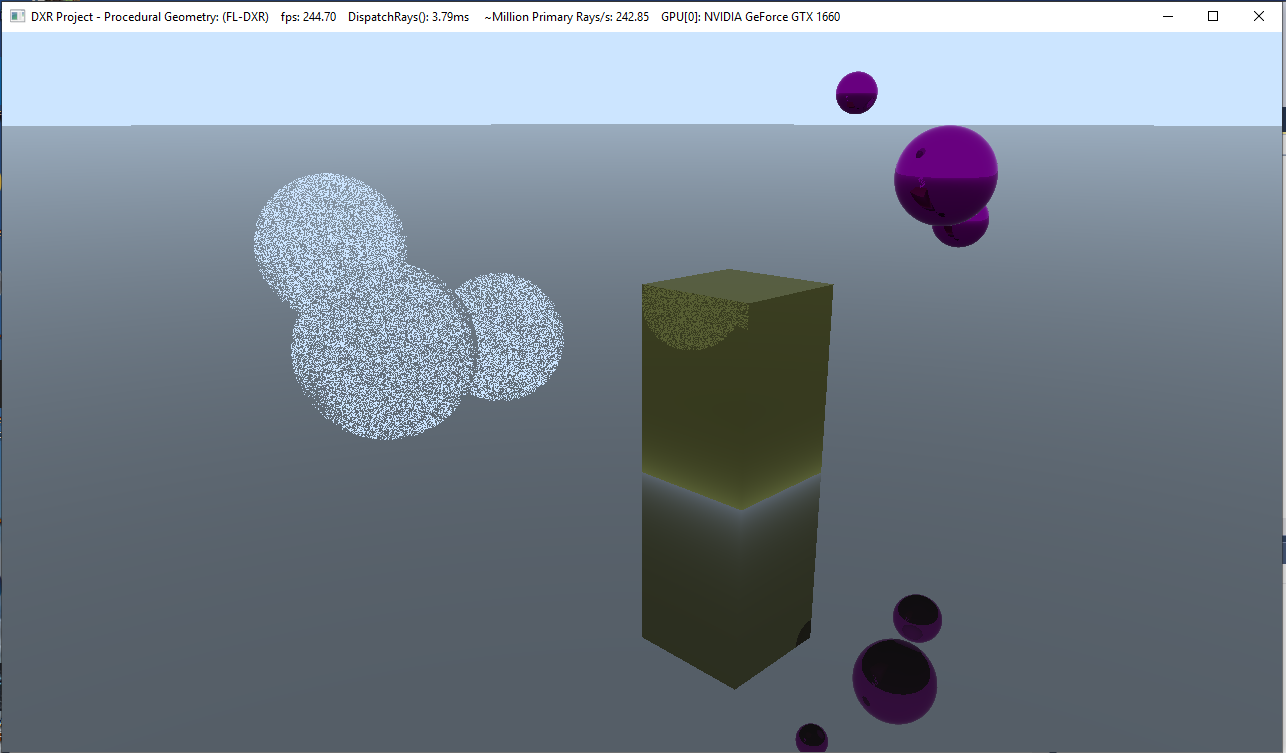 DXR Project - Procedural Geometry: (FL-DXR) fps: 244.70 DispatchRays(): 3.79ms ~Million Primary Rays/s: 242.85 GPU[0]: NVIDIA GeForce GTX 1660